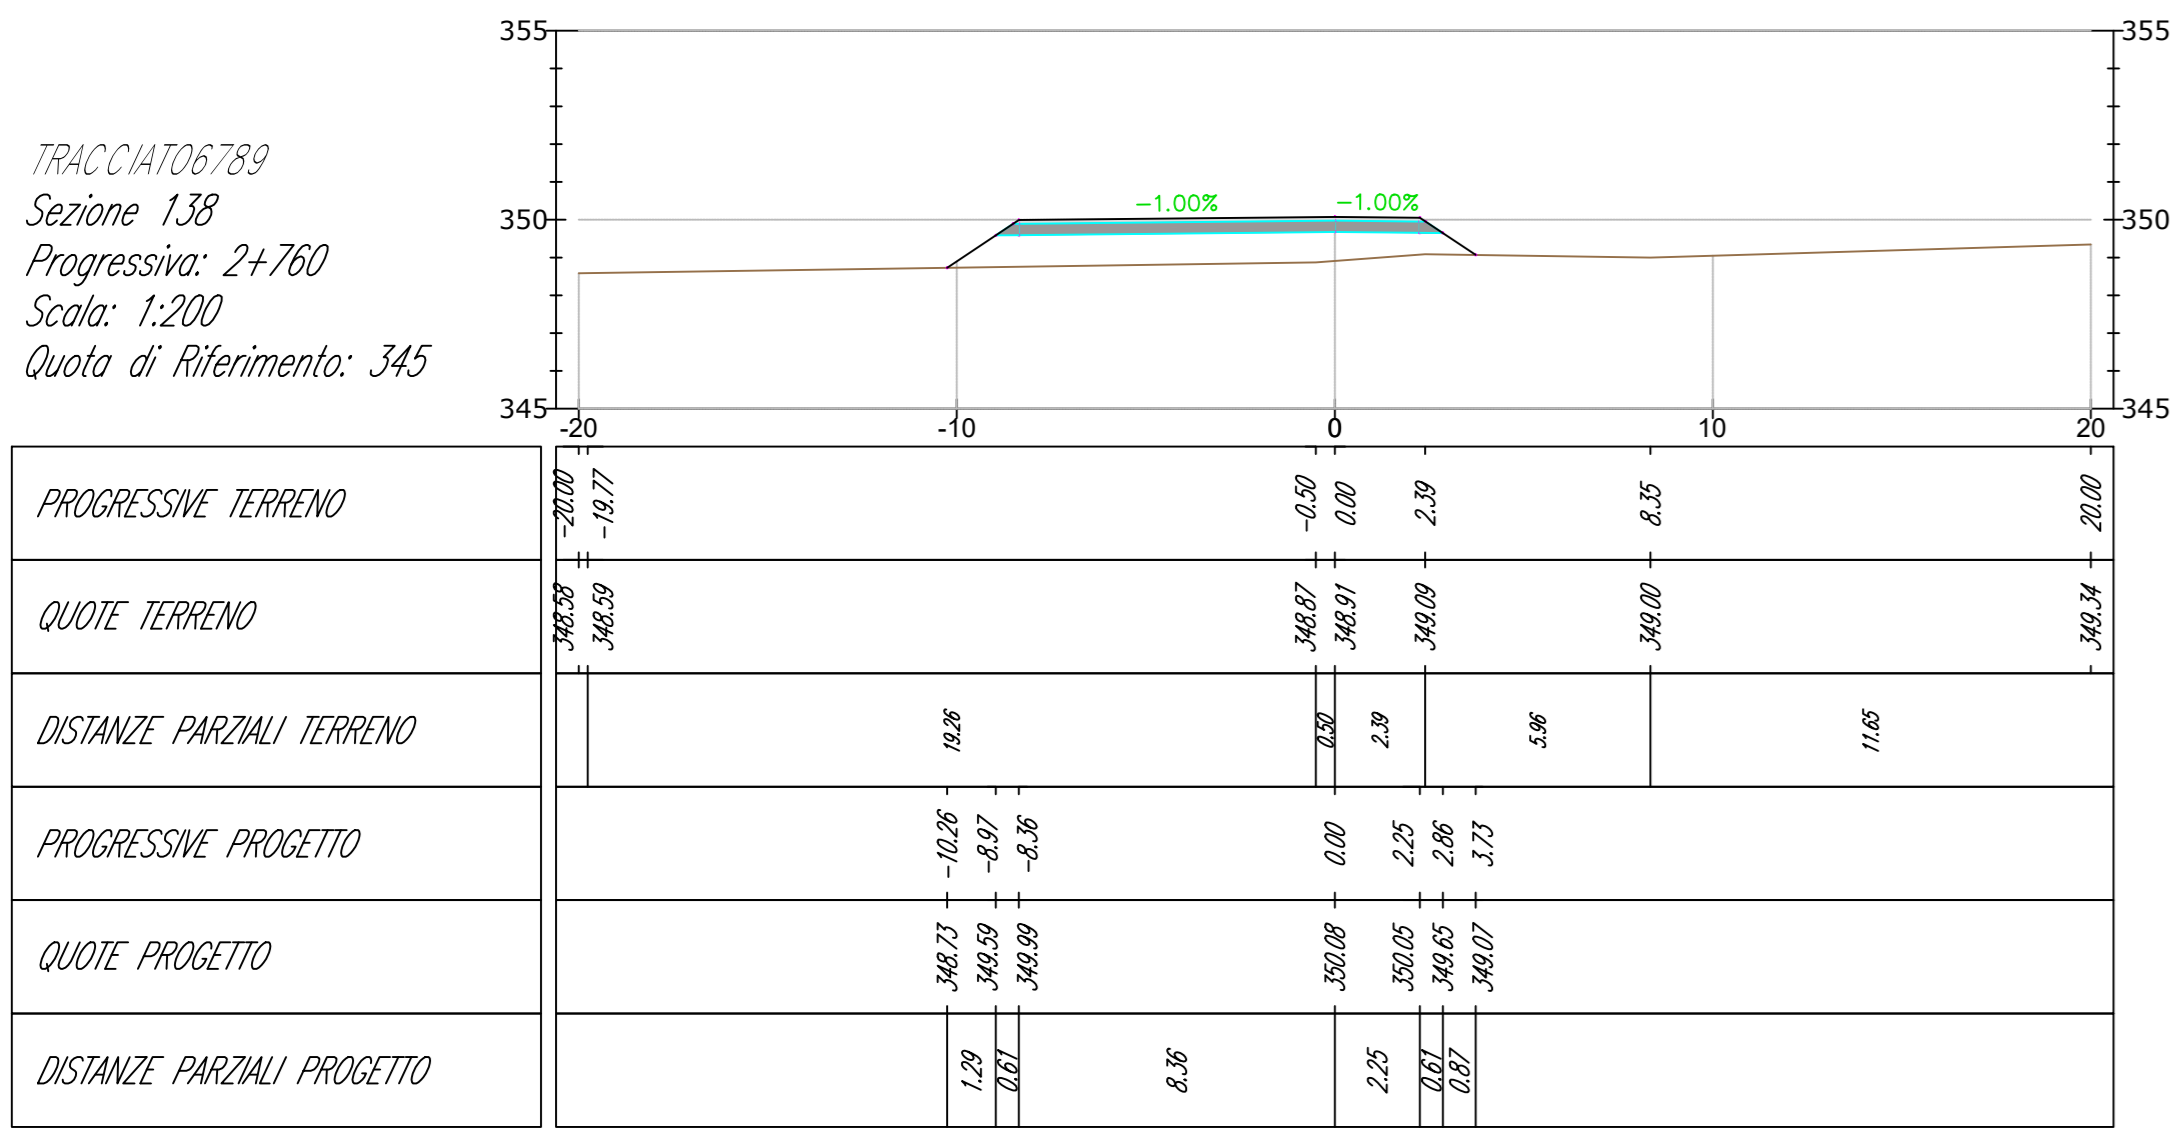 355 355
TRACCIATO6789
Sezione 138
Progressiva: 2+760
Scala: 1:200
Quota di Riferimento: 345
-1.00% -1.00%
350 350
345 345
-20 -10 0 10 20
PROGRESSIVE TERRENO -20.00 -19.77 -0.50 0.00 2.39 8.35 20.00
QUOTE TERRENO 348.58 348.59 348.87 348.91 349.09 349.00 349.34
DISTANZE PARZIALI TERRENO 19.26 0.50 2.39 5.96 11.65
PROGRESSIVE PROGETTO -10.26 -8.97 -8.36 0.00 2.25 2.86 3.73
QUOTE PROGETTO 348.73 349.59 349.99 350.08 350.05 349.65 349.07
DISTANZE PARZIALI PROGETTO 1.29 0.61 8.36 2.25 0.61 0.87